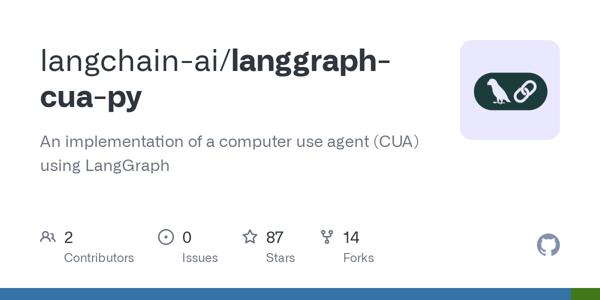 langchain-ai/langgraph-
cua-py
An implementation of a computer use agent (CUA)
using LangGraph
2 0 87 14
Contributors Issues Stars Forks